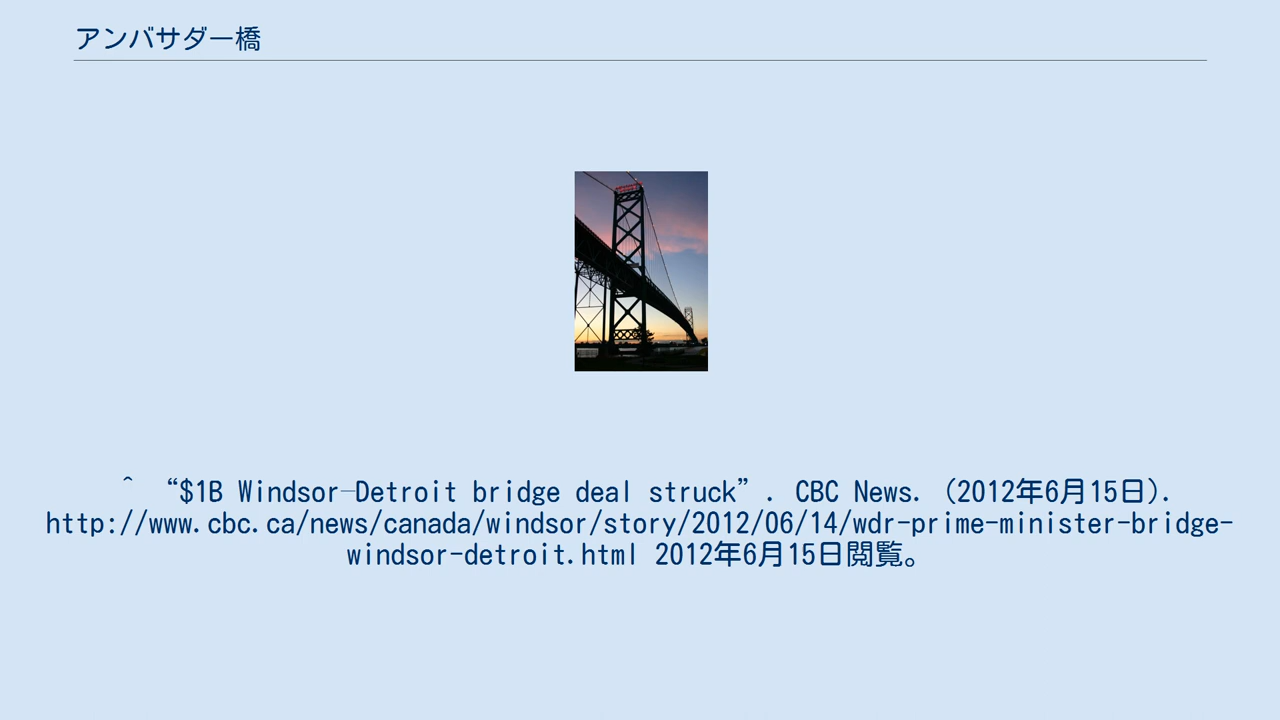 アンバサダー橋
^ “$1B Windsor–Detroit bridge deal struck”. CBC News. (2012年6月15日).
http://www.cbc.ca/news/canada/windsor/story/2012/06/14/wdr-prime-minister-bridge-
windsor-detroit.html 2012年6月15日閲覧。